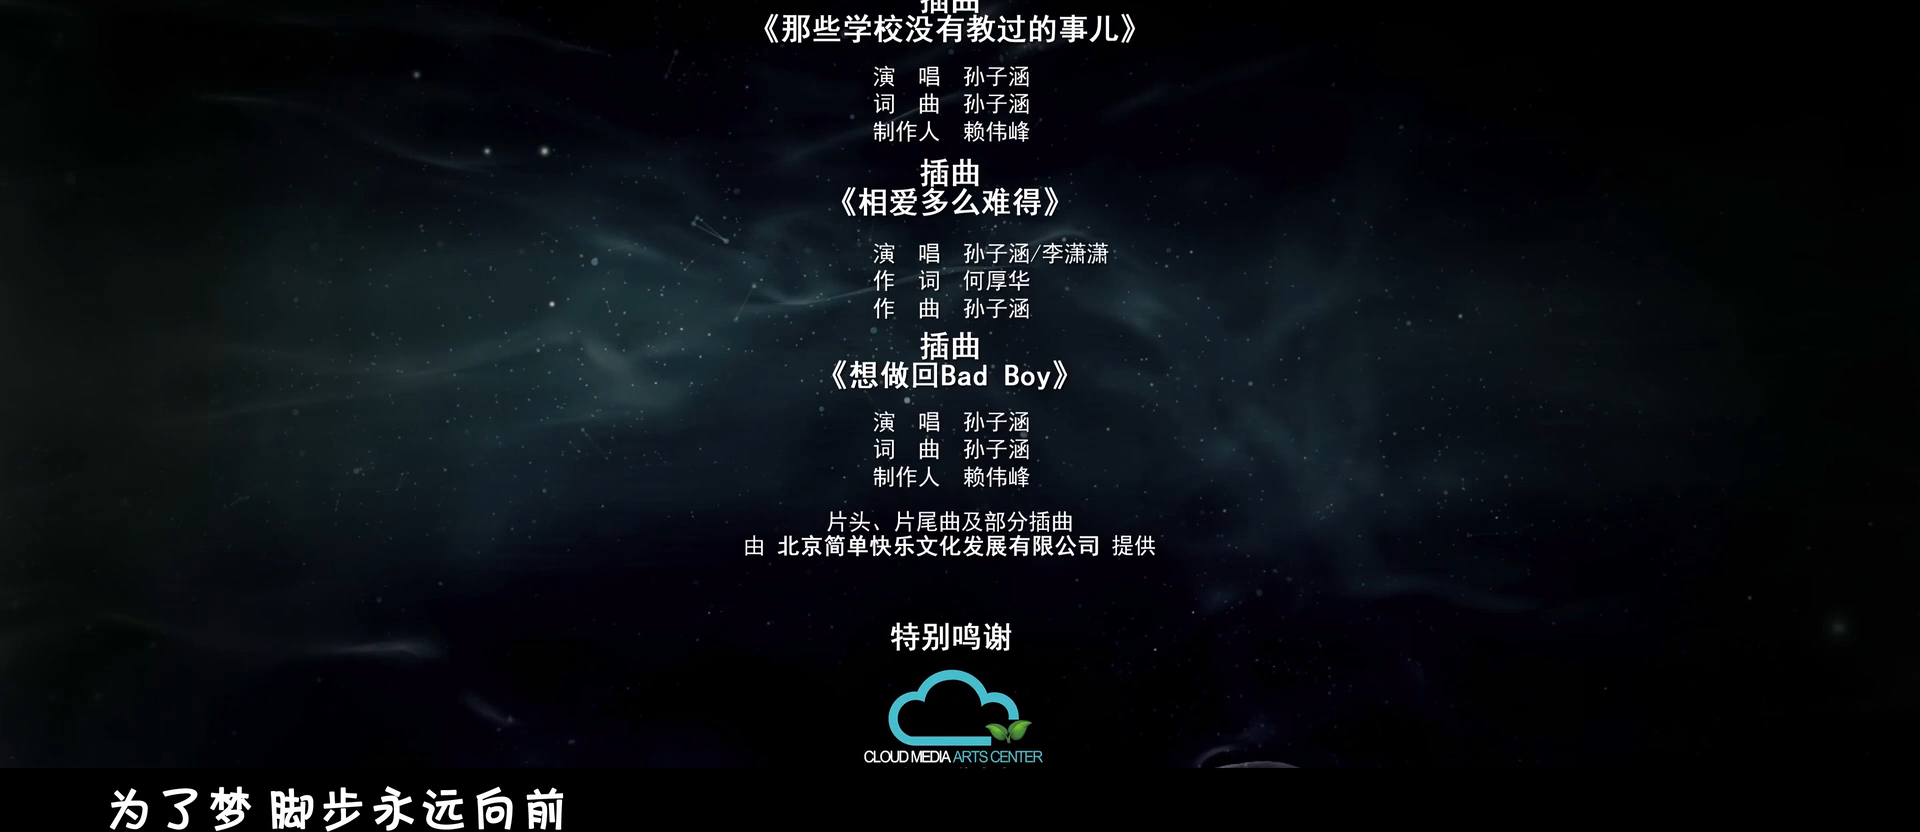 插曲
《那些学校没有教过的事儿》
演 唱 孙子涵
词 曲 孙子涵
制作人 赖伟峰
插曲
《相爱多么难得》
演 唱 孙子涵/李潇潇
作 词 何厚华
作 曲 孙子涵
插曲
《想做回Bad Boy》
演 唱 孙子涵
词 曲 孙子涵
制作人 赖伟峰
片头、片尾曲及部分插曲
由 北京简单快乐文化发展有限公司 提供
特别鸣谢
CLOUD MEDIA ARTS CENTER
为了梦 脚步永远向前